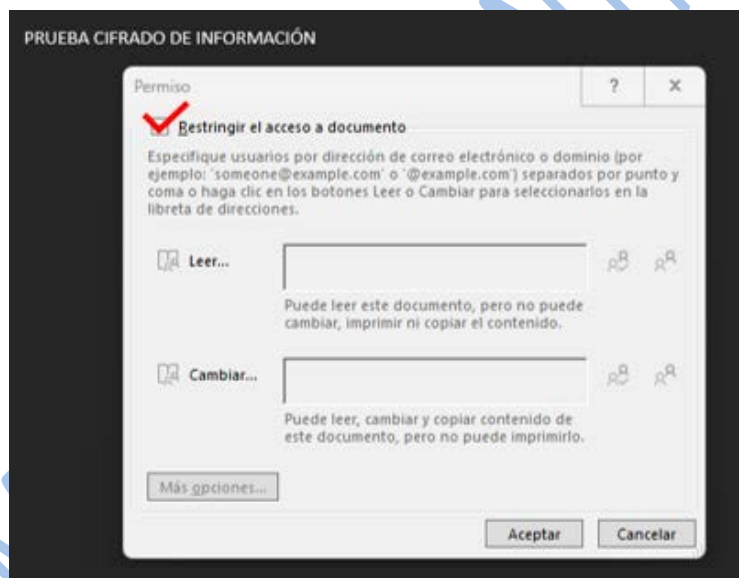 PRUEBA CIFRADO DE INFORMACIÓN
Permiso
Restringir el acceso a documento
Especifique usuarios por dirección de correo electrónico o dominio (por
ejemplo: 'someone@example.com' o '@example.com') separados por punto y
coma o haga clic en los botones Leer o Cambiar para seleccionarlos en la
libreta de direcciones.
Leer...
Puede leer este documento, pero no puede
cambiar, imprimir ni copiar el contenido.
Cambiar...
Puede leer, cambiar y copiar contenido de
este documento, pero no puede imprimirlo.
Más opciones...
Aceptar Cancelar